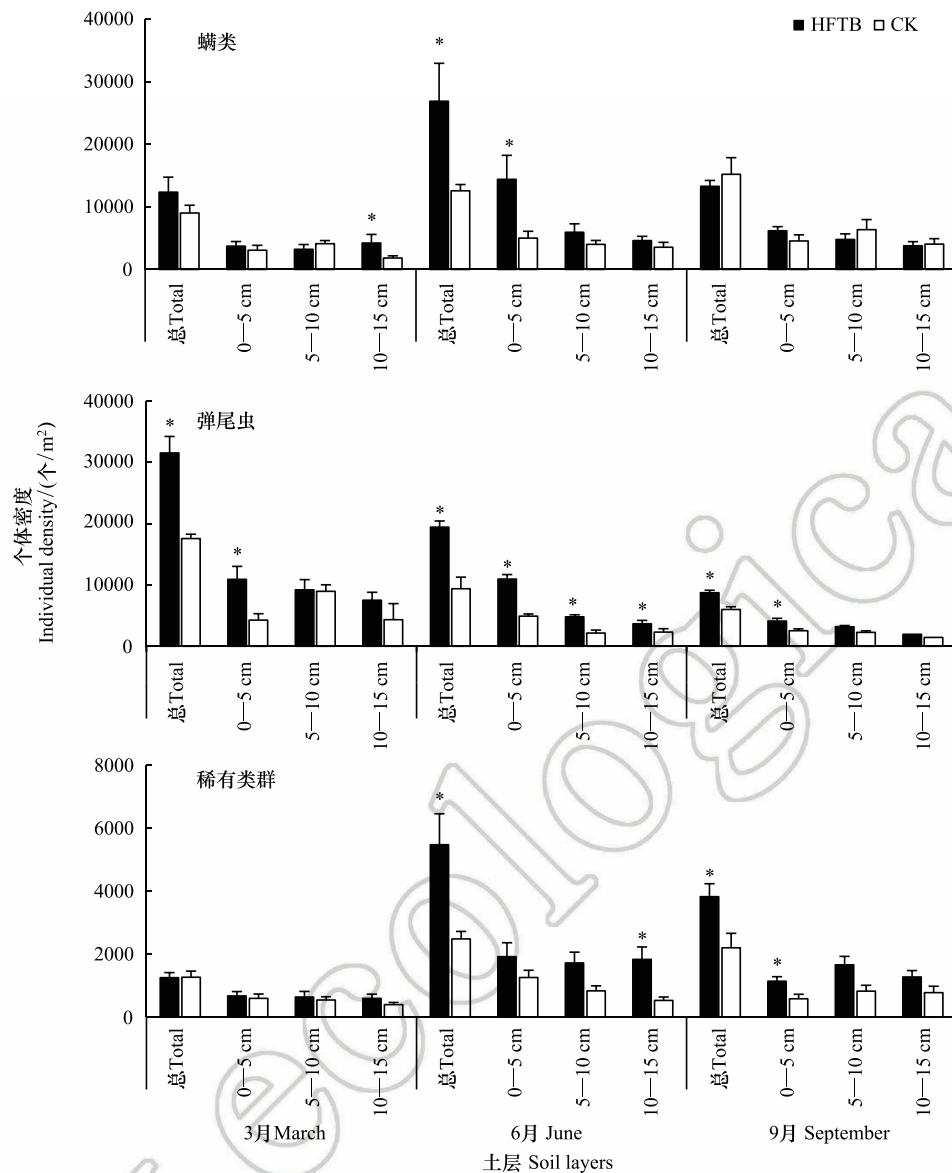 HFTB CK
螨类
40000
30000
20000
10000
0
总Total
0—5 cm
5—10 cm
10—15 cm
总Total
0—5 cm
5—10 cm
10—15 cm
总Total
0—5 cm
5—10 cm
10—15 cm
*
*
*
个体密度
Individual density/(个/m²)
弹尾虫
40000
30000
20000
10000
0
*
*
*
*
*
*
*
*
总Total
0—5 cm
5—10 cm
10—15 cm
总Total
0—5 cm
5—10 cm
10—15 cm
总Total
0—5 cm
5—10 cm
10—15 cm
稀有类群
8000
6000
4000
2000
0
*
*
*
*
总Total
0—5 cm
5—10 cm
10—15 cm
总Total
0—5 cm
5—10 cm
10—15 cm
总Total
0—5 cm
5—10 cm
10—15 cm
3月March
6月 June
9月 September
土层 Soil layers
ecologica